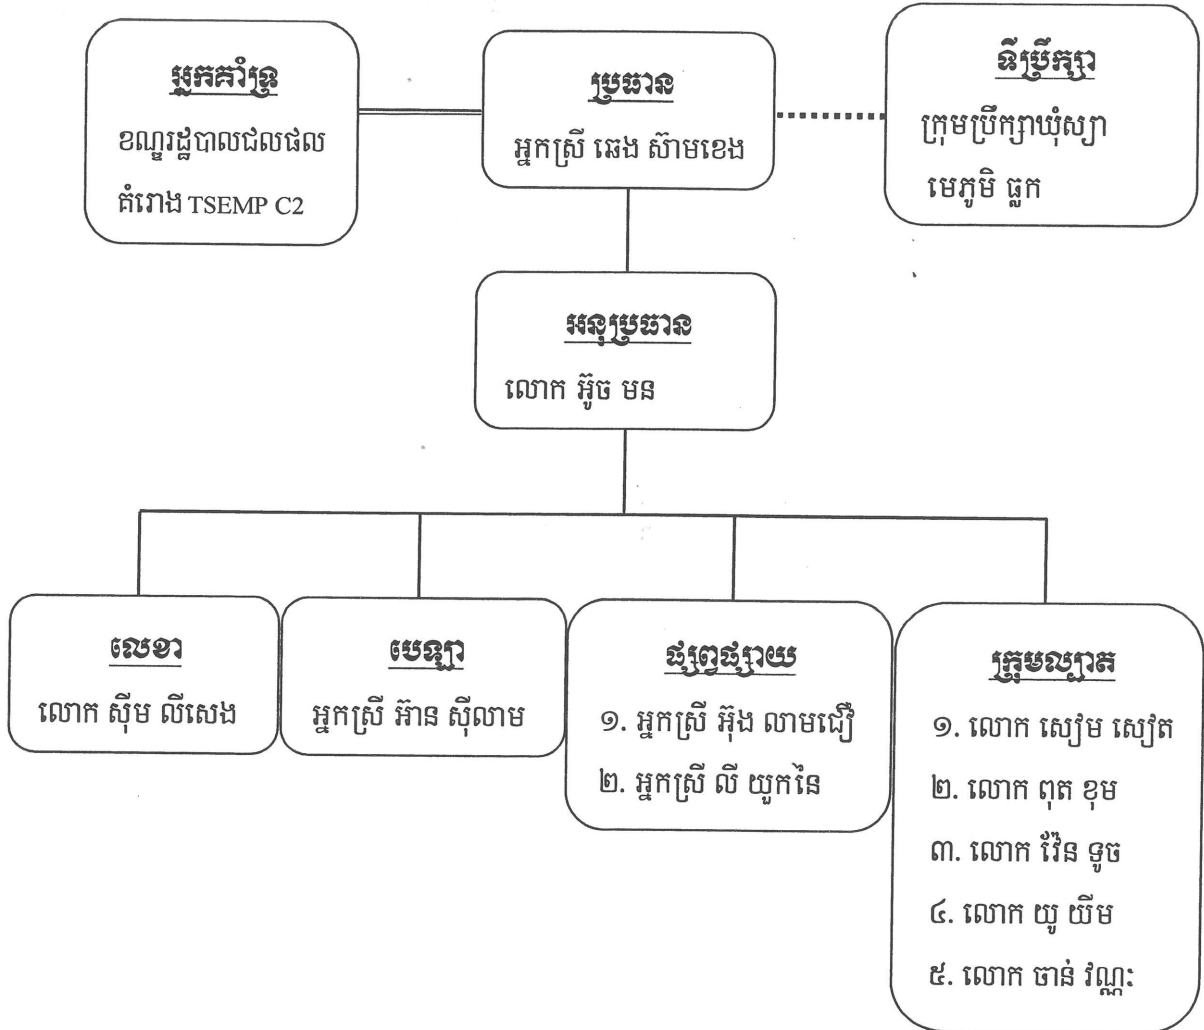 អ្នកគាំទ្រ
ខណ្ឌរដ្ឋបាលជលផល
គំរោង TSEMP C2
ប្រធាន
អ្នកស្រី ឆេង ស៊ាមខេង
ទីប្រឹក្សា
ក្រុមប្រឹក្សាឃុំស្យា
មេភូមិ ធ្លក
អនុប្រធាន
លោក អ៊ូច មន
លេខា
លោក ស៊ីម លីសេង
បេឡា
អ្នកស្រី អ៊ាន ស៊ីលាម
ផ្សព្វផ្សាយ
១. អ្នកស្រី អ៊ុង លាមជឿ
២. អ្នកស្រី លី យួកនៃ
ក្រុមល្បាត
១. លោក សៀម សៀត
២. លោក ពុត ខុម
៣. លោក វ៉ែន ទូច
៤. លោក យូ យឹម
៥. លោក ចាន់ វណ្ណៈ